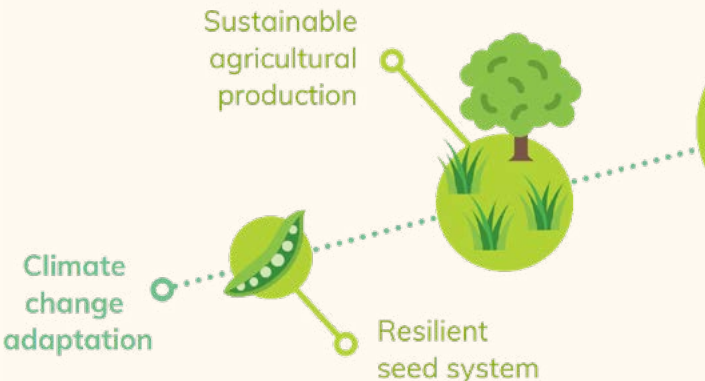 Sustainable
agricultural
production
Climate
change
adaptation
Resilient
seed system